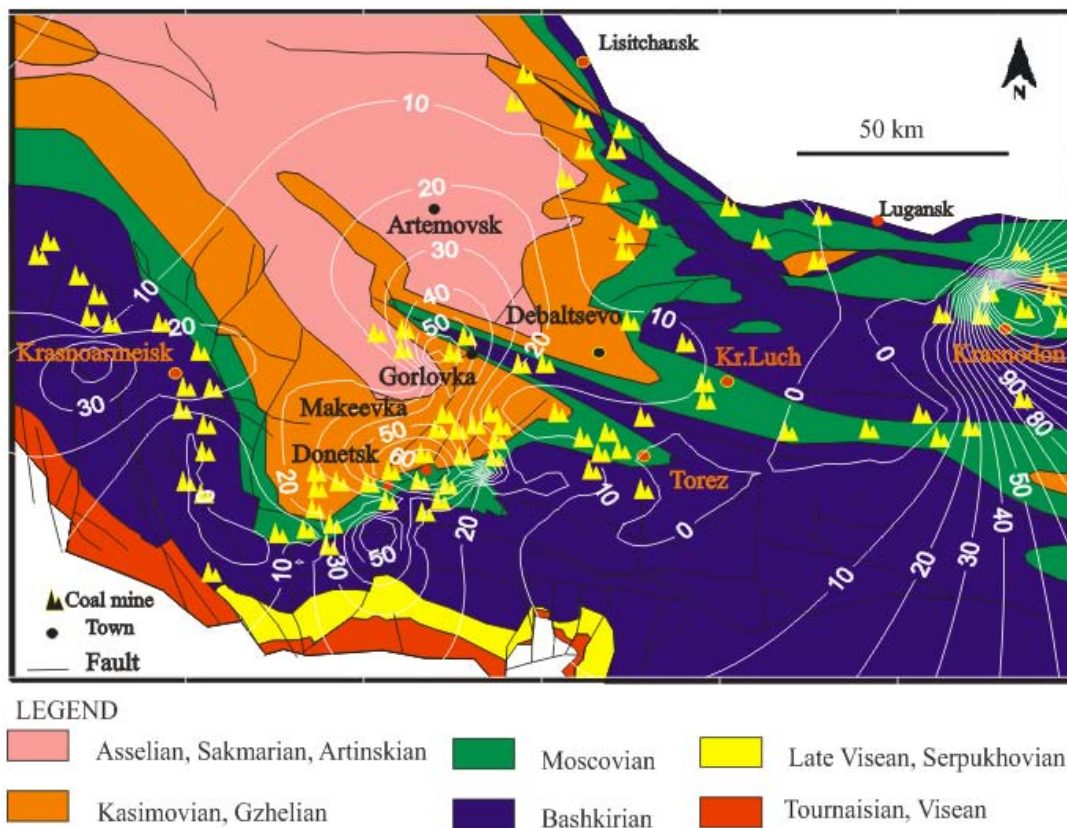 Lisitchansk
N
50 km
10
20
Artemovsk
Lugansk
30
10
40
50
Debaltsevo
10
20
20
0
Krasnoarmeisk
Kr.Luch
Krasnodon
Gorlovka
30
90
Makeevka
80
0
50
Donetsk
60
20
Torez
50
10
0
20
40
50
10
30
30
20
10
Coal mine
Town
Fault
LEGEND
Asselian, Sakmarian, Artinskian
Moscovian
Late Visean, Serpukhovian
Kasimovian, Gzhelian
Bashkirian
Tournaisian, Visean